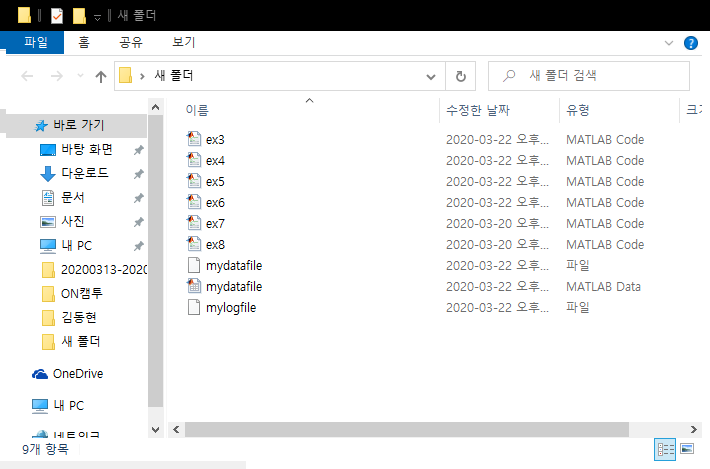 새 폴더
파일 홈 공유 보기
새 폴더 새 폴더 검색
이름 수정한 날짜 유형 크기
바로 가기
바탕 화면
다운로드
문서
사진
내 PC
20200313-2020
ON캠투
김동현
새 폴더
OneDrive
내 PC
네트워크
ex3 2020-03-22 오후... MATLAB Code
ex4 2020-03-22 오후... MATLAB Code
ex5 2020-03-22 오후... MATLAB Code
ex6 2020-03-22 오후... MATLAB Code
ex7 2020-03-20 오후... MATLAB Code
ex8 2020-03-20 오후... MATLAB Code
mydatafile 2020-03-22 오후... 파일
mydatafile 2020-03-22 오후... MATLAB Data
mylogfile 2020-03-22 오후... 파일
9개 항목